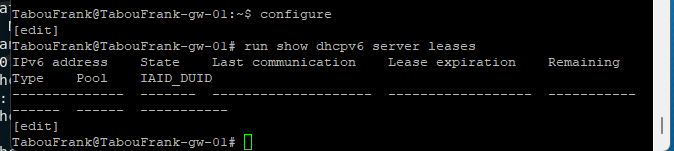 TabouFrank@TabouFrank-gw-01:~$ configure
[edit]
TabouFrank@TabouFrank-gw-01# run show dhcpv6 server leases
IPv6 address    State    Last communication    Lease expiration    Remaining
Type    Pool    IAID_DUID
--------------  -------  --------------------  ------------------  -----------
------  ------  -----------
[edit]
TabouFrank@TabouFrank-gw-01#